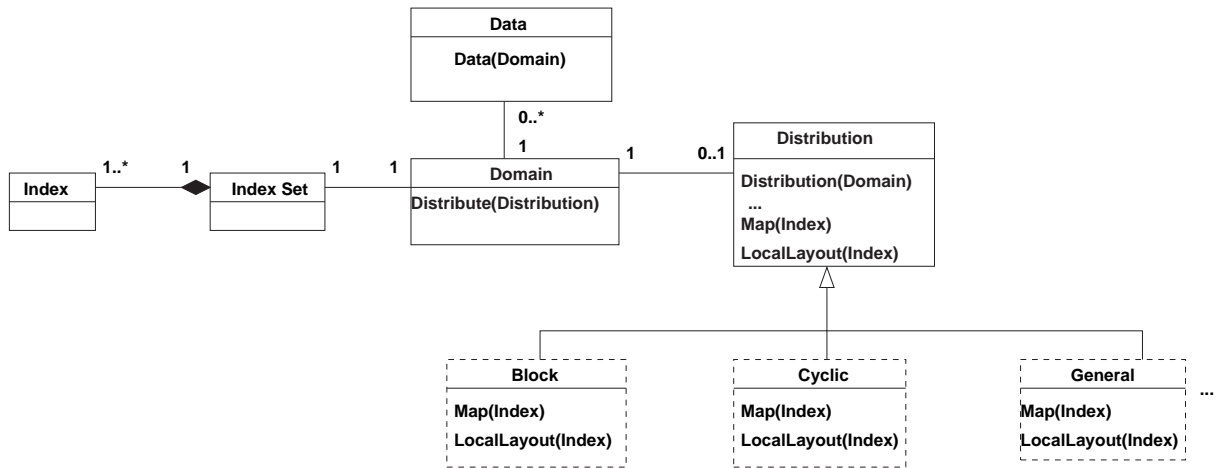 Data
Data(Domain)
0..*
1
Distribution
1..*
1
1
1
1
0..1
Index
Index Set
Domain
Distribute(Distribution)
Distribution(Domain)
...
Map(Index)
LocalLayout(Index)
Block
Map(Index)
LocalLayout(Index)
Cyclic
Map(Index)
LocalLayout(Index)
General
Map(Index)
LocalLayout(Index)
...